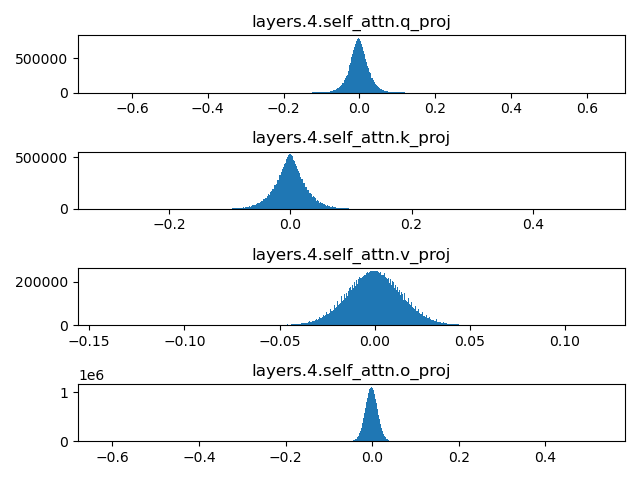 layers.4.self_attn.q_proj
500000
0
−0.6 −0.4 −0.2 0.0 0.2 0.4 0.6
layers.4.self_attn.k_proj
500000
0
−0.2 0.0 0.2 0.4
layers.4.self_attn.v_proj
200000
0
−0.15 −0.10 −0.05 0.00 0.05 0.10
layers.4.self_attn.o_proj
1e6
1
0
−0.6 −0.4 −0.2 0.0 0.2 0.4